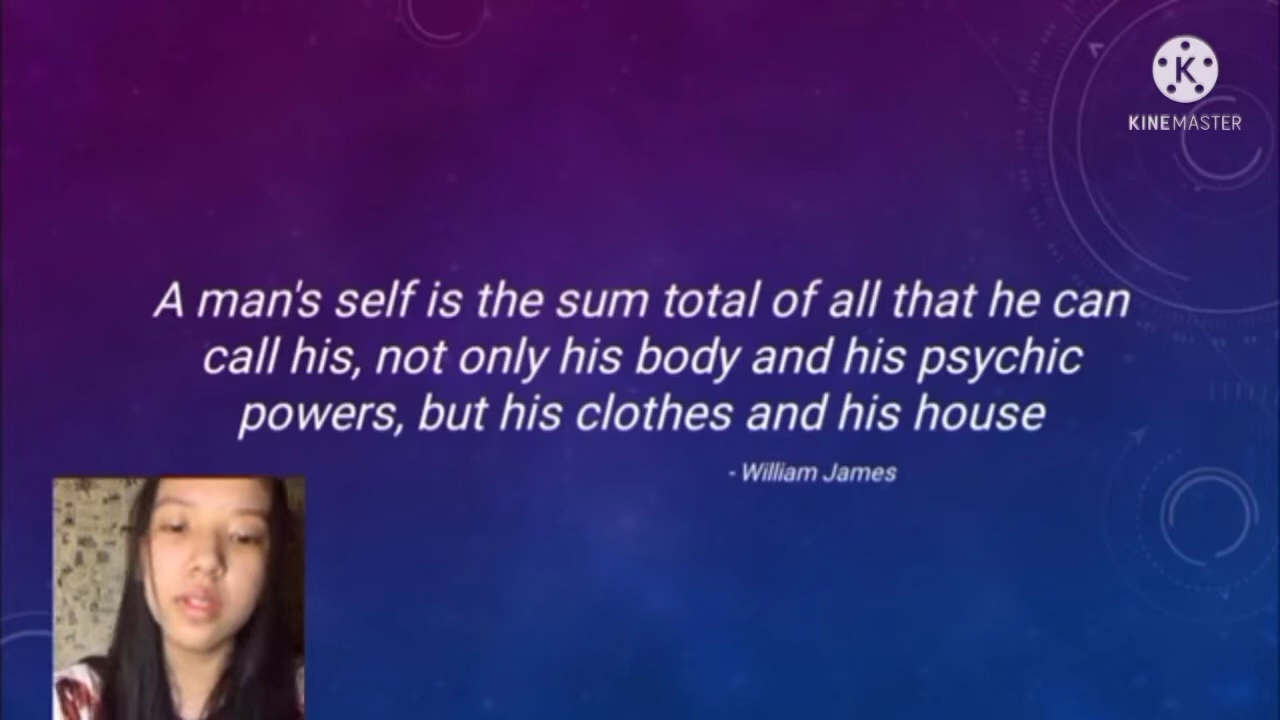 KINEMASTER
A man's self is the sum total of all that he can
call his, not only his body and his psychic
powers, but his clothes and his house
- William James